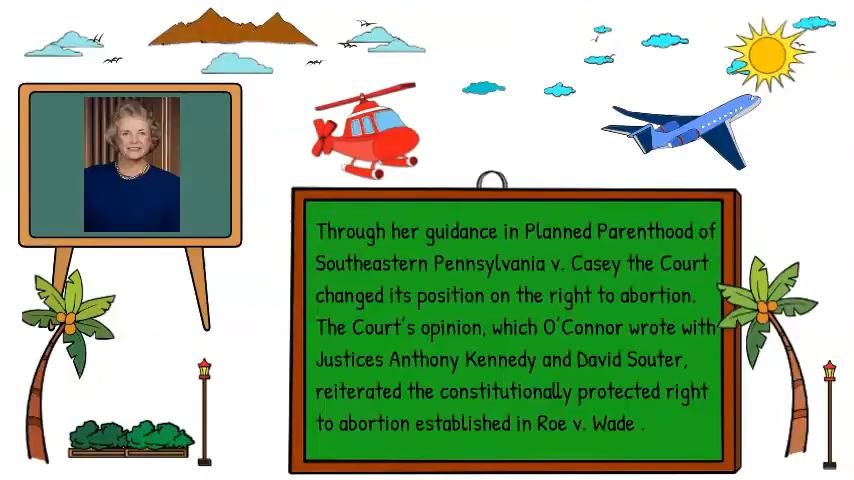 Through her guidance in Planned Parenthood of
Southeastern Pennsylvania v. Casey the Court
changed its position on the right to abortion.
The Court's opinion, which O'Connor wrote with
Justices Anthony Kennedy and David Souter,
reiterated the constitutionally protected right
to abortion established in Roe v. Wade .